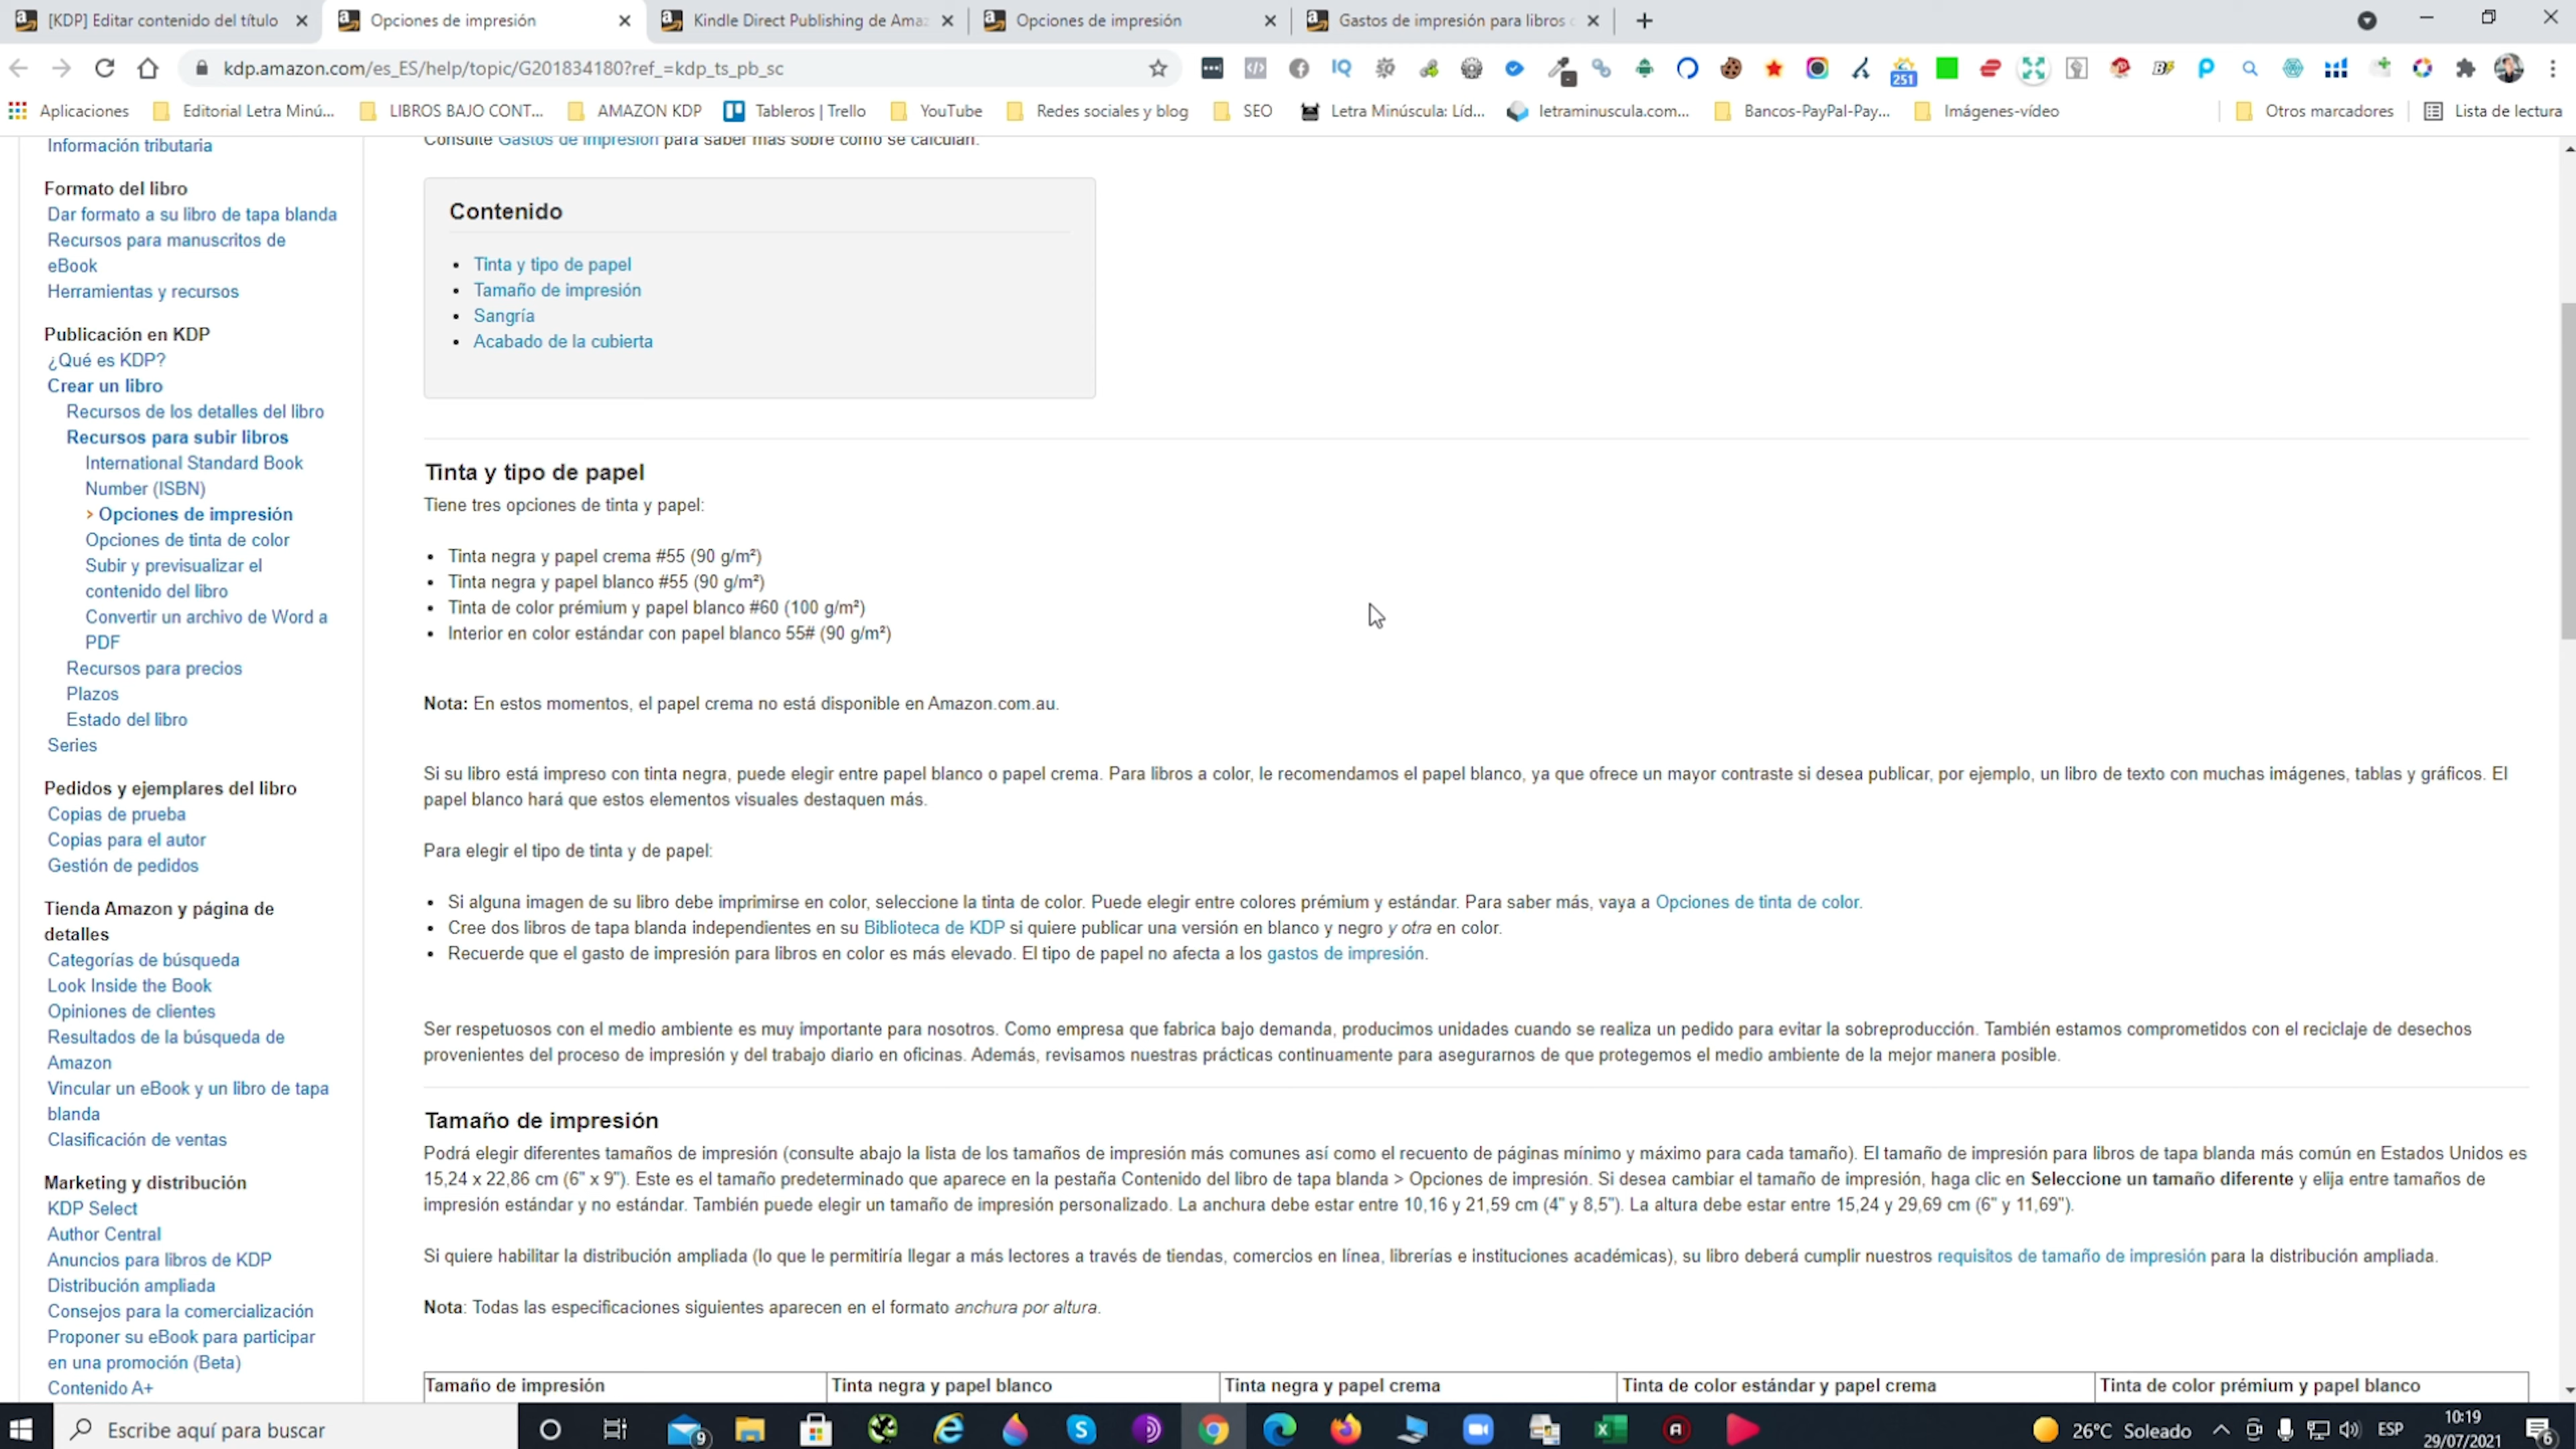 [KDP] Editar contenido del título
Opciones de impresión
Kindle Direct Publishing de Amaz
Opciones de impresión
Gastos de impresión para libros
kdp.amazon.com/es_ES/help/topic/G201834180?ref_=kdp_ts_pb_sc
251
Aplicaciones
Editorial Letra Minú...
LIBROS BAJO CONT...
AMAZON KDP
Tableros | Trello
YouTube
Redes sociales y blog
SEO
Letra Minúscula: Líd...
letraminuscula.com...
Bancos-PayPal-Pay...
Imágenes-vídeo
Otros marcadores
Lista de lectura
Información tributaria
Formato del libro
Dar formato a su libro de tapa blanda
Recursos para manuscritos de
eBook
Herramientas y recursos
Publicación en KDP
¿Qué es KDP?
Crear un libro
Recursos de los detalles del libro
Recursos para subir libros
International Standard Book
Number (ISBN)
› Opciones de impresión
Opciones de tinta de color
Subir y previsualizar el
contenido del libro
Convertir un archivo de Word a
PDF
Recursos para precios
Plazos
Estado del libro
Series
Pedidos y ejemplares del libro
Copias de prueba
Copias para el autor
Gestión de pedidos
Tienda Amazon y página de
detalles
Categorías de búsqueda
Look Inside the Book
Opiniones de clientes
Resultados de la búsqueda de
Amazon
Vincular un eBook y un libro de tapa
blanda
Clasificación de ventas
Marketing y distribución
KDP Select
Author Central
Anuncios para libros de KDP
Distribución ampliada
Consejos para la comercialización
Proponer su eBook para participar
en una promoción (Beta)
Contenido A+
Consulte Gastos de impresión para saber más sobre cómo se calculan.
Contenido
• Tinta y tipo de papel
• Tamaño de impresión
• Sangría
• Acabado de la cubierta
Tinta y tipo de papel
Tiene tres opciones de tinta y papel:
• Tinta negra y papel crema #55 (90 g/m²)
• Tinta negra y papel blanco #55 (90 g/m²)
• Tinta de color prémium y papel blanco #60 (100 g/m²)
• Interior en color estándar con papel blanco 55# (90 g/m²)
Nota: En estos momentos, el papel crema no está disponible en Amazon.com.au.
Si su libro está impreso con tinta negra, puede elegir entre papel blanco o papel crema. Para libros a color, le recomendamos el papel blanco, ya que ofrece un mayor contraste si desea publicar, por ejemplo, un libro de texto con muchas imágenes, tablas y gráficos. El
papel blanco hará que estos elementos visuales destaquen más.
Para elegir el tipo de tinta y de papel:
• Si alguna imagen de su libro debe imprimirse en color, seleccione la tinta de color. Puede elegir entre colores prémium y estándar. Para saber más, vaya a Opciones de tinta de color.
• Cree dos libros de tapa blanda independientes en su Biblioteca de KDP si quiere publicar una versión en blanco y negro y otra en color.
• Recuerde que el gasto de impresión para libros en color es más elevado. El tipo de papel no afecta a los gastos de impresión.
Ser respetuosos con el medio ambiente es muy importante para nosotros. Como empresa que fabrica bajo demanda, producimos unidades cuando se realiza un pedido para evitar la sobreproducción. También estamos comprometidos con el reciclaje de desechos
provenientes del proceso de impresión y del trabajo diario en oficinas. Además, revisamos nuestras prácticas continuamente para asegurarnos de que protegemos el medio ambiente de la mejor manera posible.
Tamaño de impresión
Podrá elegir diferentes tamaños de impresión (consulte abajo la lista de los tamaños de impresión más comunes así como el recuento de páginas mínimo y máximo para cada tamaño). El tamaño de impresión para libros de tapa blanda más común en Estados Unidos es
15,24 x 22,86 cm (6" x 9"). Este es el tamaño predeterminado que aparece en la pestaña Contenido del libro de tapa blanda > Opciones de impresión. Si desea cambiar el tamaño de impresión, haga clic en Seleccione un tamaño diferente y elija entre tamaños de
impresión estándar y no estándar. También puede elegir un tamaño de impresión personalizado. La anchura debe estar entre 10,16 y 21,59 cm (4" y 8,5"). La altura debe estar entre 15,24 y 29,69 cm (6" y 11,69").
Si quiere habilitar la distribución ampliada (lo que le permitiría llegar a más lectores a través de tiendas, comercios en línea, librerías e instituciones académicas), su libro deberá cumplir nuestros requisitos de tamaño de impresión para la distribución ampliada.
Nota: Todas las especificaciones siguientes aparecen en el formato anchura por altura.
Tamaño de impresión
Tinta negra y papel blanco
Tinta negra y papel crema
Tinta de color estándar y papel crema
Tinta de color prémium y papel blanco
Escribe aquí para buscar
9
26°C Soleado
ESP
10:19
29/07/2021
6